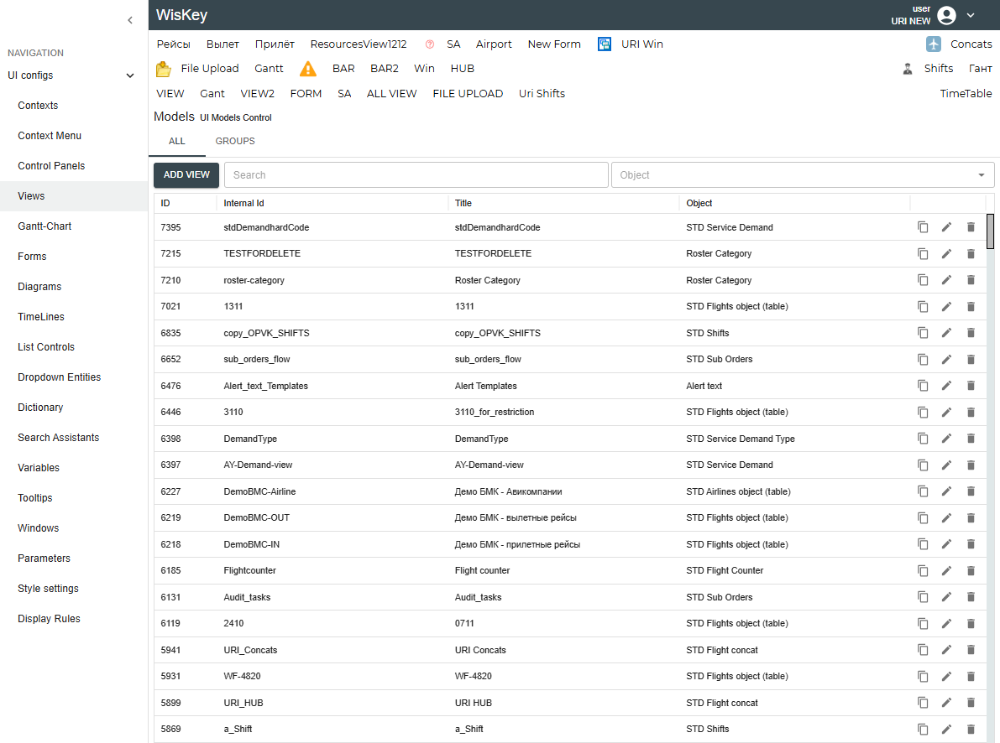 WisKey
user
URI NEW
NAVIGATION
UI configs
Contexts
Context Menu
Control Panels
Views
Gantt-Chart
Forms
Diagrams
TimeLines
List Controls
Dropdown Entities
Dictionary
Search Assistants
Variables
Tooltips
Windows
Parameters
Style settings
Display Rules
Рейсы Вылет Прилёт ResourcesView1212 SA Airport New Form URI Win Concats
File Upload Gantt BAR BAR2 Win HUB Shifts Гант
VIEW Gant VIEW2 FORM SA ALL VIEW FILE UPLOAD Uri Shifts TimeTable
Models UI Models Control
ALL GROUPS
ADD VIEW Search Object
ID Internal Id Title Object
7395 stdDemandhardCode stdDemandhardCode STD Service Demand
7215 TESTFORDELETE TESTFORDELETE Roster Category
7210 roster-category Roster Category Roster Category
7021 1311 1311 STD Flights object (table)
6835 copy_OPVK_SHIFTS copy_OPVK_SHIFTS STD Shifts
6652 sub_orders_flow sub_orders_flow STD Sub Orders
6476 Alert_text_Templates Alert Templates Alert text
6446 3110 3110_for_restriction STD Flights object (table)
6398 DemandType DemandType STD Service Demand Type
6397 AY-Demand-view AY-Demand-view STD Service Demand
6227 DemoBMC-Airline Демо БМК - Авикомпании STD Airlines object (table)
6219 DemoBMC-OUT Демо БМК - вылетные рейсы STD Flights object (table)
6218 DemoBMC-IN Демо БМК - прилетные рейсы STD Flights object (table)
6185 Flightcounter Flight counter STD Flight Counter
6131 Audit_tasks Audit_tasks STD Sub Orders
6119 2410 0711 STD Flights object (table)
5941 URI_Concats URI Concats STD Flight concat
5931 WF-4820 WF-4820 STD Flights object (table)
5899 URI_HUB URI HUB STD Flight concat
5869 a_Shift a_Shift STD Shifts